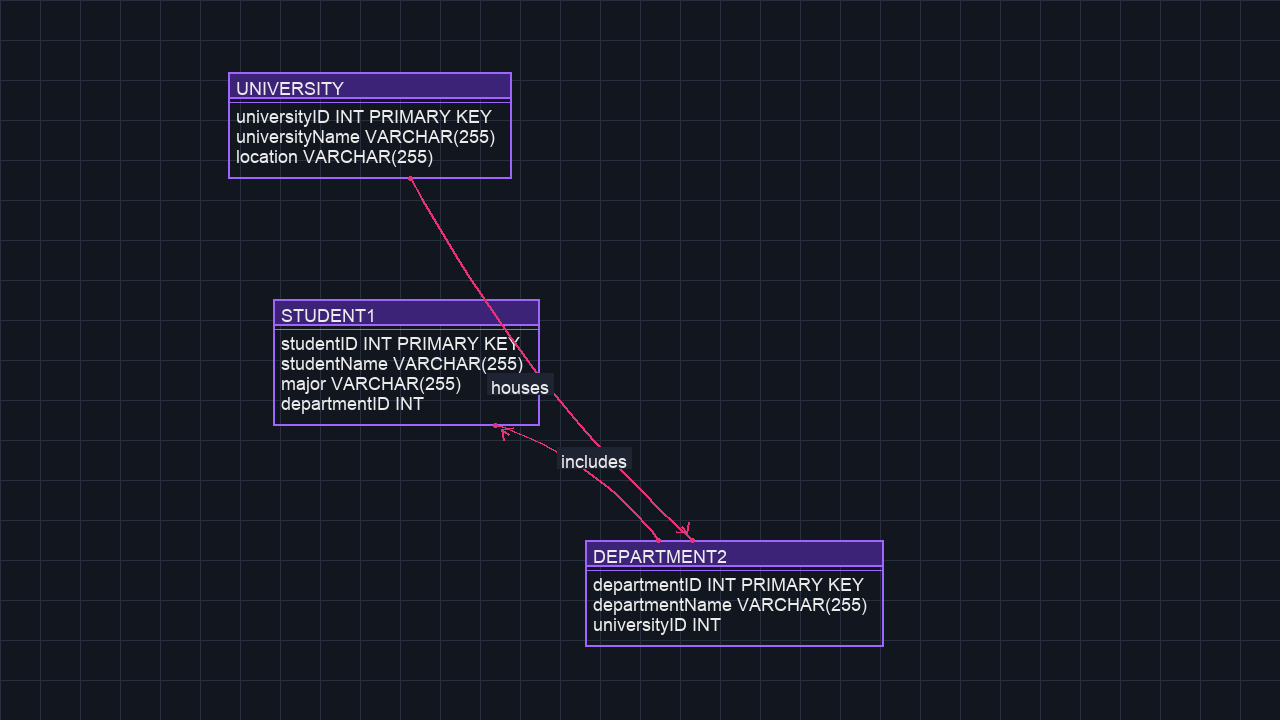 UNIVERSITY
universityID INT PRIMARY KEY
universityName VARCHAR(255)
location VARCHAR(255)
STUDENT1
studentID INT PRIMARY KEY
studentName VARCHAR(255)
major VARCHAR(255)
departmentID INT
houses
includes
DEPARTMENT2
departmentID INT PRIMARY KEY
departmentName VARCHAR(255)
universityID INT